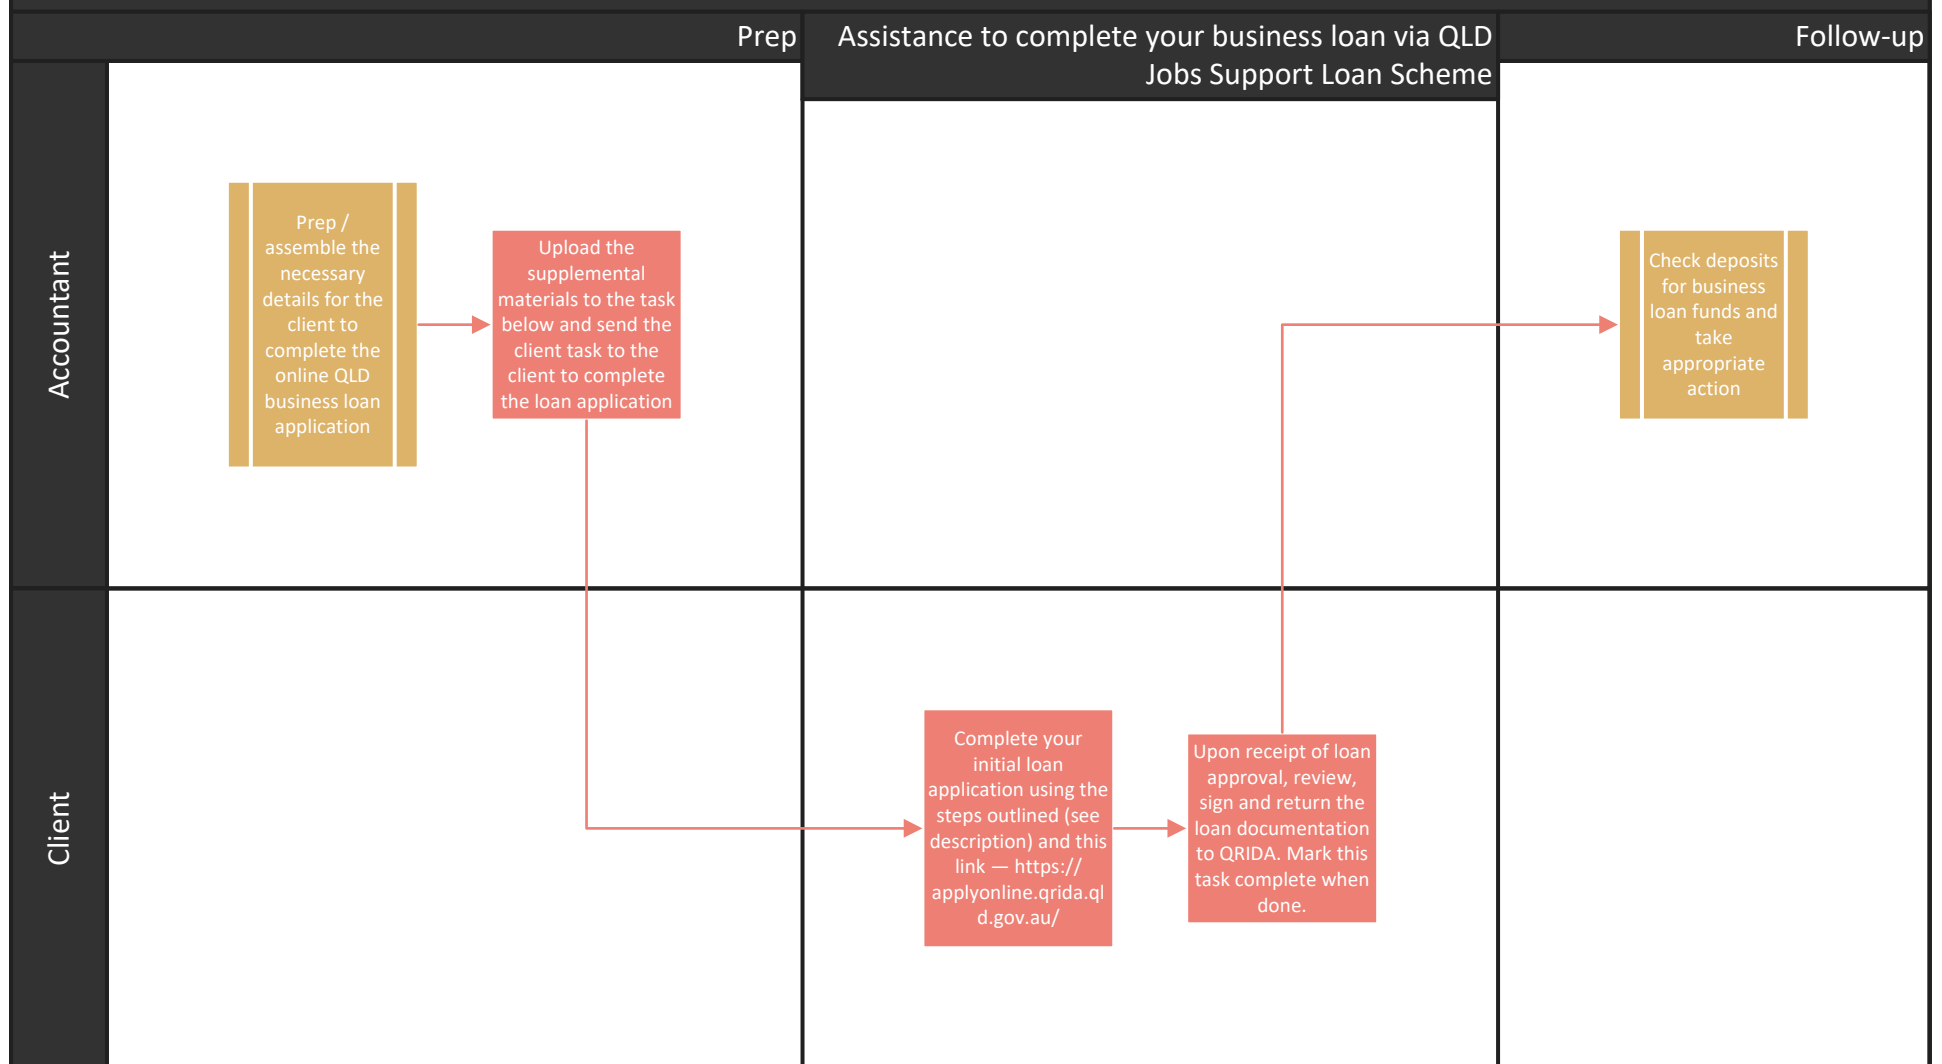 Prep
Assistance to complete your business loan via QLD
Jobs Support Loan Scheme
Follow-up
Accountant
Prep /
assemble the
necessary
details for the
client to
complete the
online QLD
business loan
application
Upload the
supplemental
materials to the task
below and send the
client task to the
client to complete
the loan application
Check deposits
for business
loan funds and
take
appropriate
action
Client
Complete your
initial loan
application using the
steps outlined (see
description) and this
link — https://
applyonline.qrida.ql
d.gov.au/
Upon receipt of loan
approval, review,
sign and return the
loan documentation
to QRIDA. Mark this
task complete when
done.